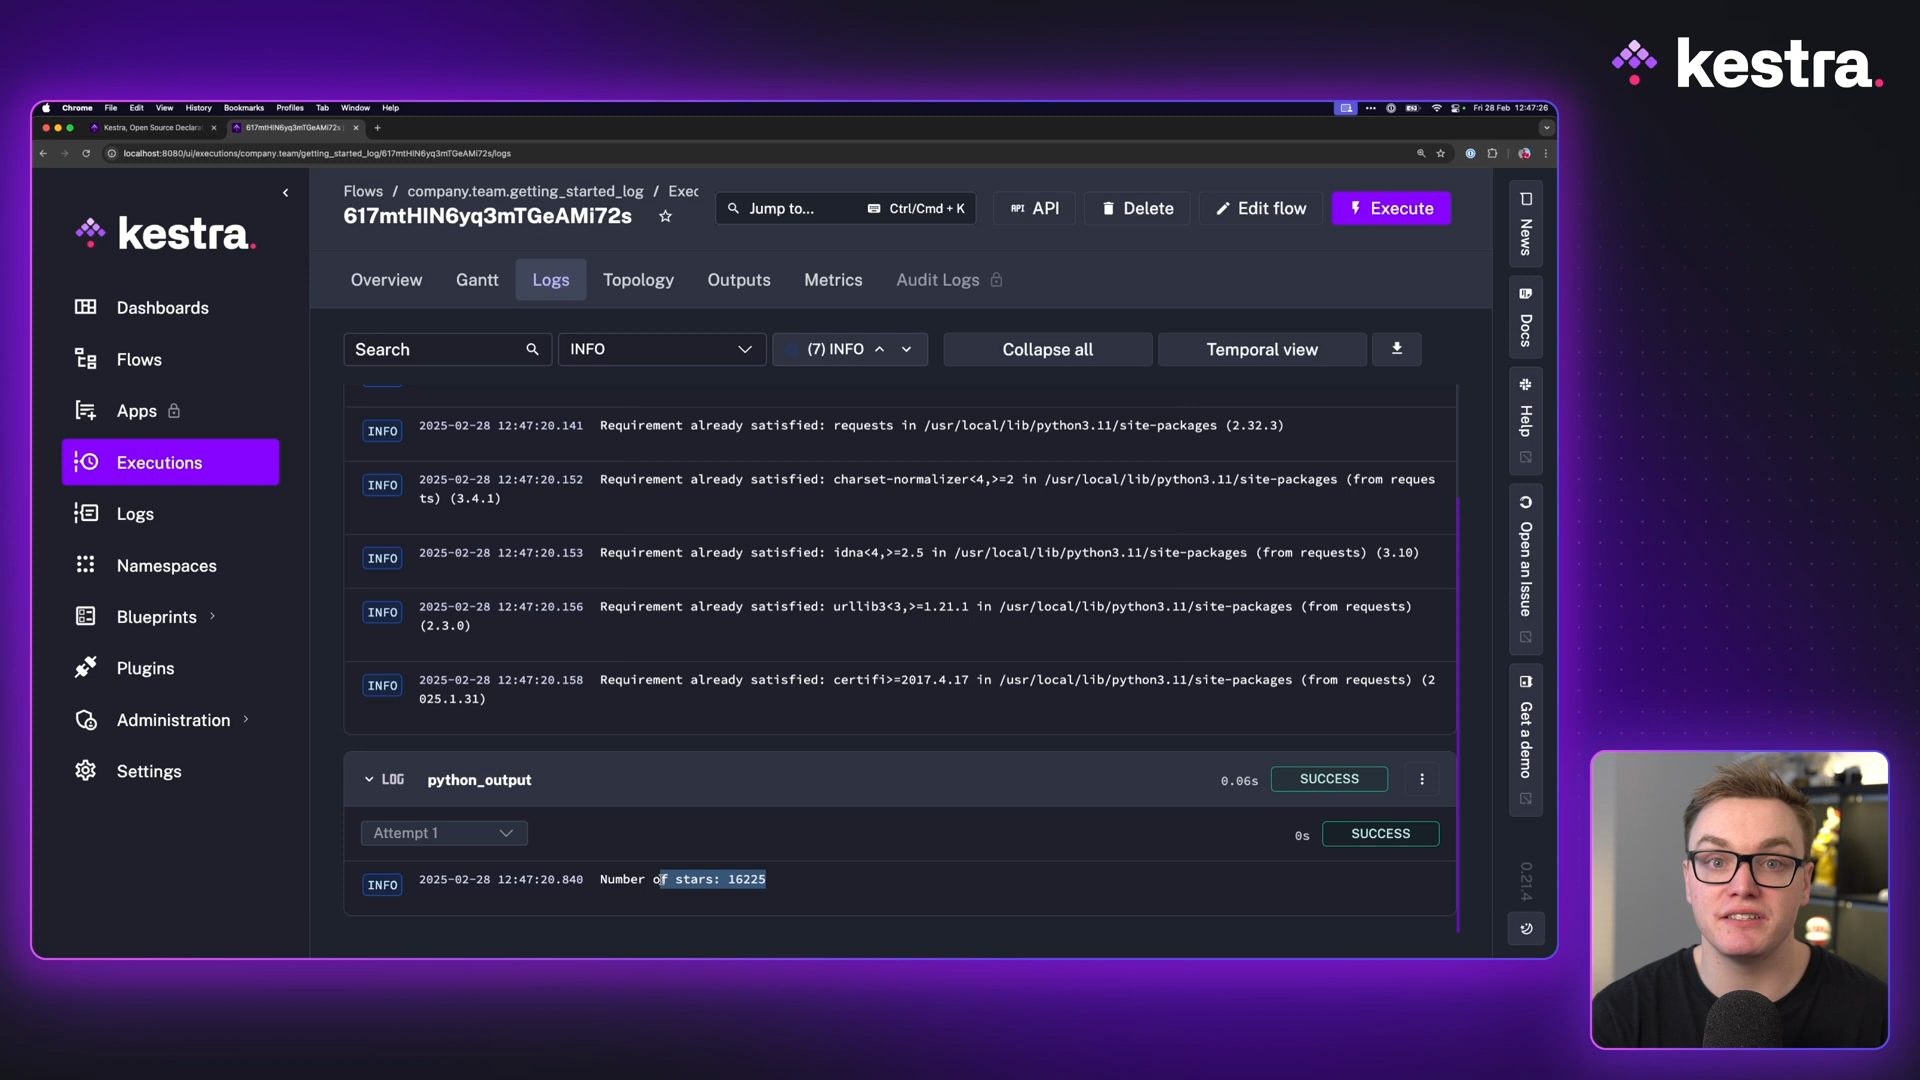 kestra.
Chrome File Edit View History Bookmarks Profiles Tab Window Help
Fri 28 Feb 12:47:26
Kestra, Open Source Declara
617mtHIN6yq3mTGeAMi72s
localhost:8080/ui/executions/company.team/getting_started_log/617mtHIN6yq3mTGeAMi72s/logs
kestra.
Dashboards
Flows
Apps
Executions
Logs
Namespaces
Blueprints
Plugins
Administration
Settings
Flows / company.team.getting_started_log / Exec
617mtHIN6yq3mTGeAMi72s
Jump to... Ctrl/Cmd + K
API API
Delete
Edit flow
Execute
Overview Gantt Logs Topology Outputs Metrics Audit Logs
Search
INFO
(7) INFO
Collapse all
Temporal view
INFO 2025-02-28 12:47:20.141 Requirement already satisfied: requests in /usr/local/lib/python3.11/site-packages (2.32.3)
INFO 2025-02-28 12:47:20.152 Requirement already satisfied: charset-normalizer<4,>=2 in /usr/local/lib/python3.11/site-packages (from reques
ts) (3.4.1)
INFO 2025-02-28 12:47:20.153 Requirement already satisfied: idna<4,>=2.5 in /usr/local/lib/python3.11/site-packages (from requests) (3.10)
INFO 2025-02-28 12:47:20.156 Requirement already satisfied: urllib3<3,>=1.21.1 in /usr/local/lib/python3.11/site-packages (from requests)
(2.3.0)
INFO 2025-02-28 12:47:20.158 Requirement already satisfied: certifi>=2017.4.17 in /usr/local/lib/python3.11/site-packages (from requests) (2
025.1.31)
LOG python_output 0.06s SUCCESS
Attempt 1 0s SUCCESS
INFO 2025-02-28 12:47:20.840 Number of stars: 16225
News
Docs
Help
Open an Issue
Get a demo
0.21.4